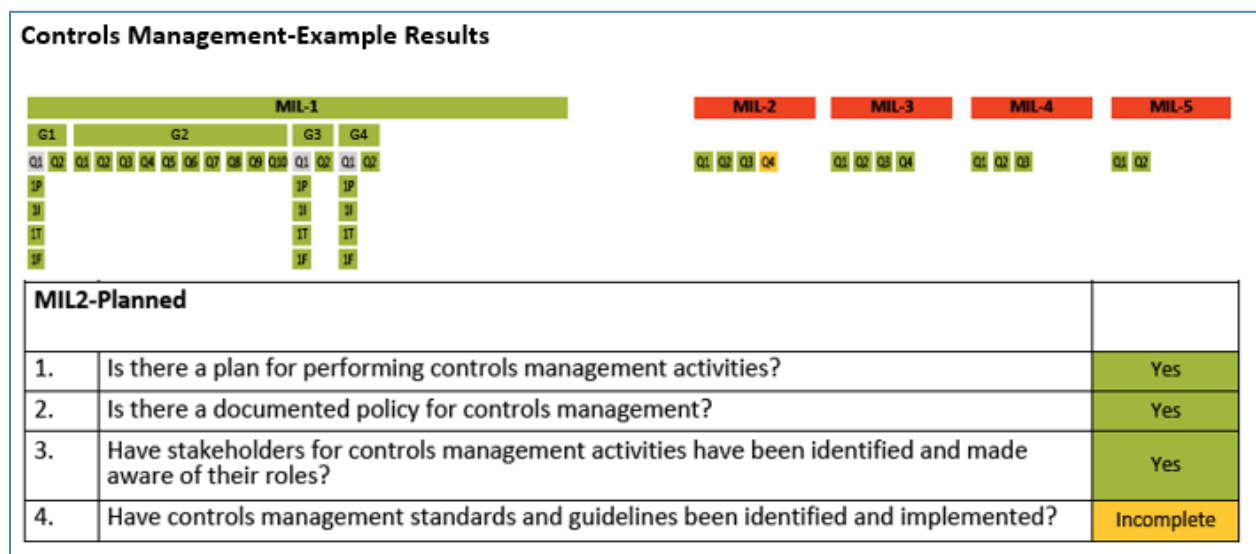 Controls Management-Example Results
MIL-1 MIL-2 MIL-3 MIL-4 MIL-5
G1 G2 G3 G4
Q1 Q2 Q1 Q2 Q3 Q4 Q5 Q6 Q7 Q8 Q9 Q10 Q1 Q2 Q1 Q2 Q1 Q2 Q3 Q4 Q1 Q2 Q3 Q4 Q1 Q2 Q3 Q1 Q2
1P 1P 1P
1I 1I 1I
1T 1T 1T
1F 1F 1F
MIL2-Planned
1. Is there a plan for performing controls management activities? Yes
2. Is there a documented policy for controls management? Yes
3. Have stakeholders for controls management activities have been identified and made
aware of their roles? Yes
4. Have controls management standards and guidelines been identified and implemented? Incomplete